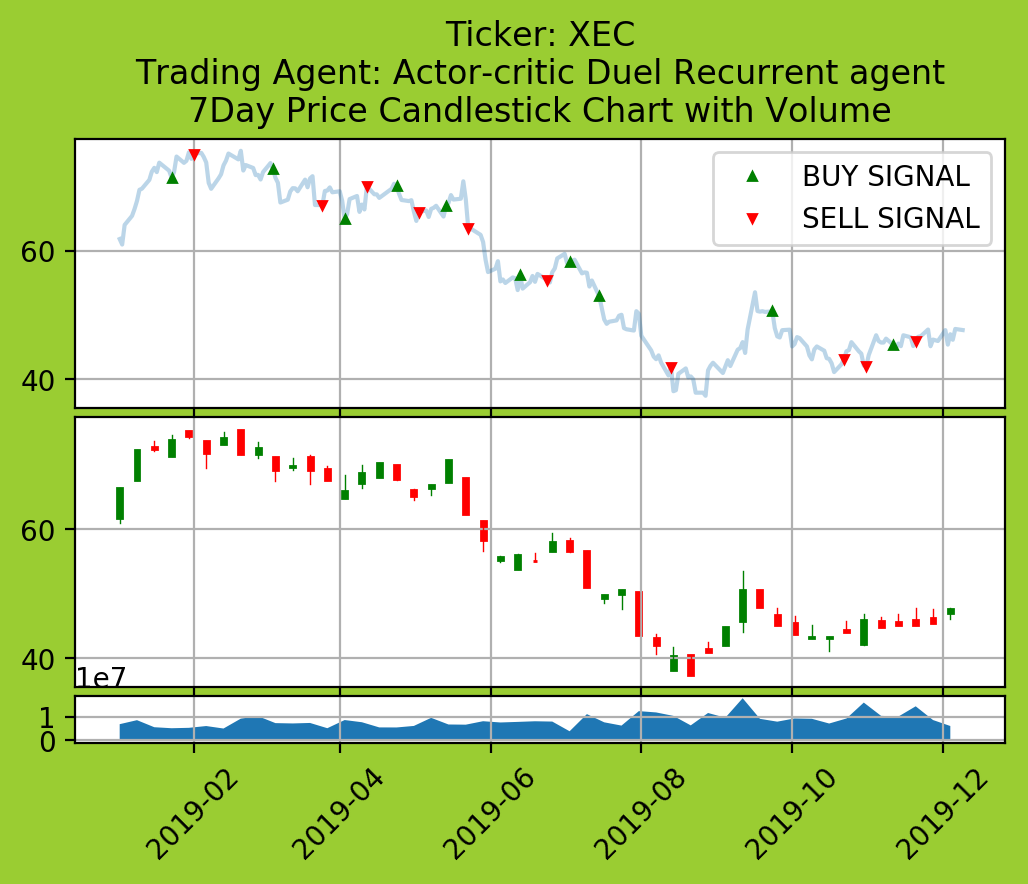 Ticker: XEC
Trading Agent: Actor-critic Duel Recurrent agent
7Day Price Candlestick Chart with Volume
BUY SIGNAL
SELL SIGNAL
60
40
60
40
1e7
1
0
2019-02
2019-04
2019-06
2019-08
2019-10
2019-12